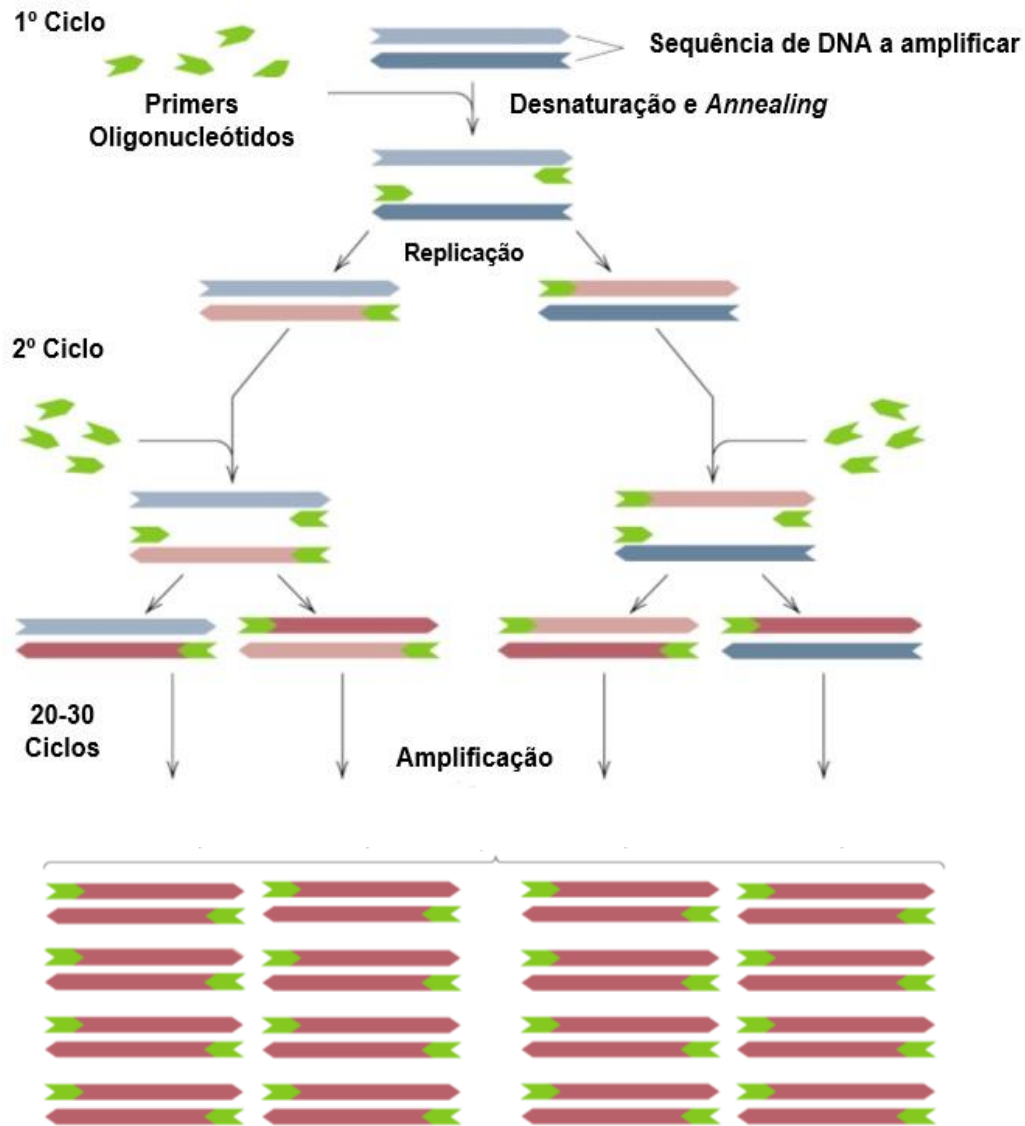 1º Ciclo
Sequência de DNA a amplificar
Primers
Oligonucleótidos
Desnaturação e Annealing
Replicação
2º Ciclo
20-30
Ciclos
Amplificação